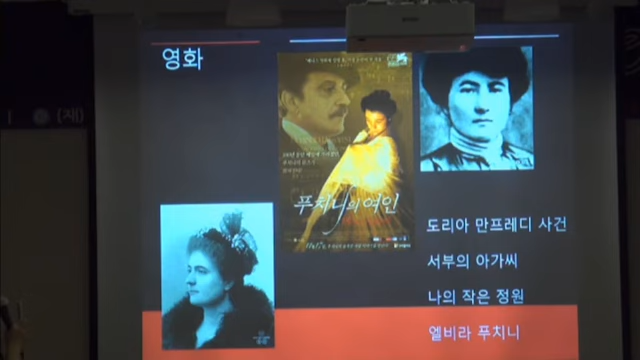 영화
(재)
푸치니의 여인
도리아 만프레디 사건
서부의 아가씨
나의 작은 정원
엘비라 푸치니